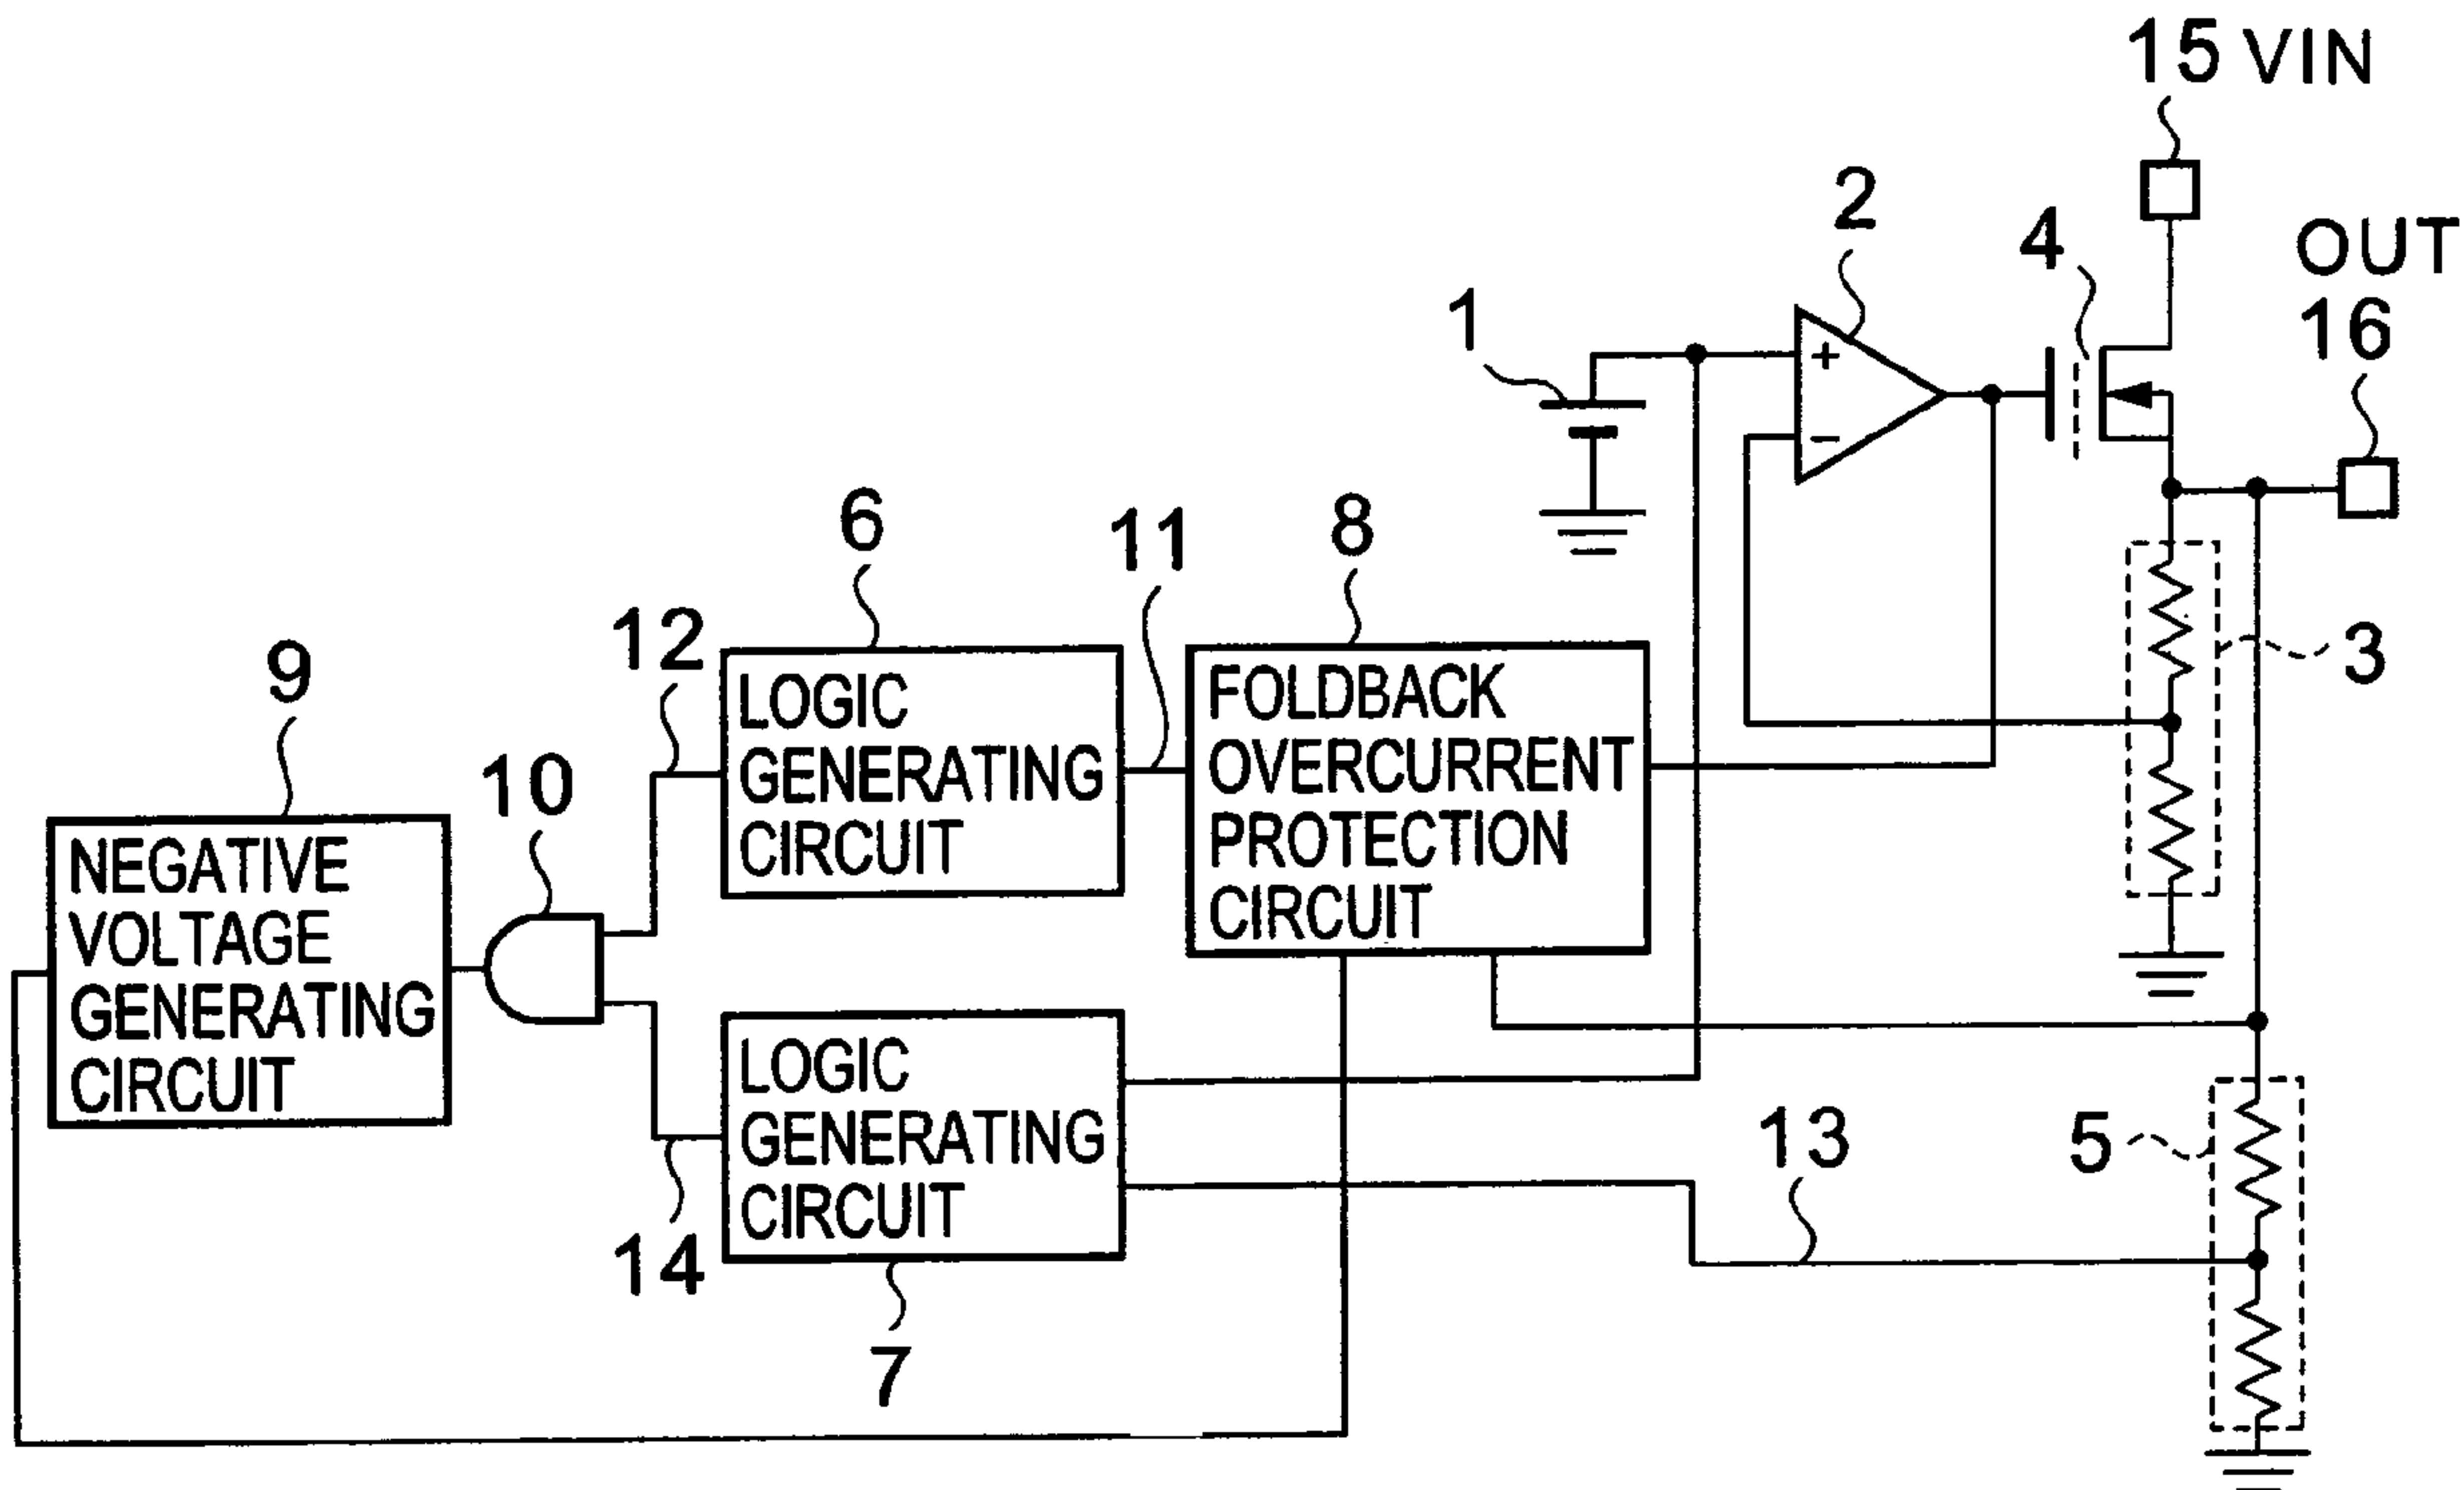 15 VIN
2
4
OUT
16
1
6
11
8
12
3
9
LOGIC
GENERATING
CIRCUIT
FOLDBACK
OVERCURRENT
PROTECTION
CIRCUIT
10
NEGATIVE
VOLTAGE
GENERATING
CIRCUIT
+
−
LOGIC
GENERATING
CIRCUIT
5
13
14
7